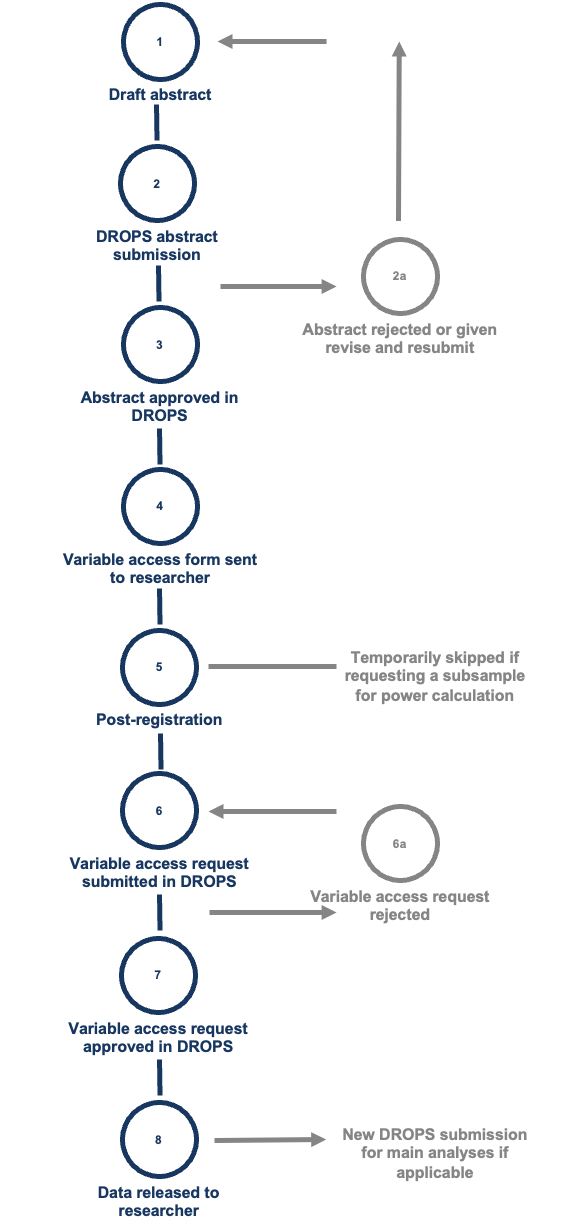 1
Draft abstract
2
DROPS abstract
submission
2a
Abstract rejected or given
revise and resubmit
3
Abstract approved in
DROPS
4
Variable access form sent
to researcher
5
Post-registration
Temporarily skipped if
requesting a subsample
for power calculation
6
Variable access request
submitted in DROPS
6a
Variable access request
rejected
7
Variable access request
approved in DROPS
8
Data released to
researcher
New DROPS submission
for main analyses if
applicable